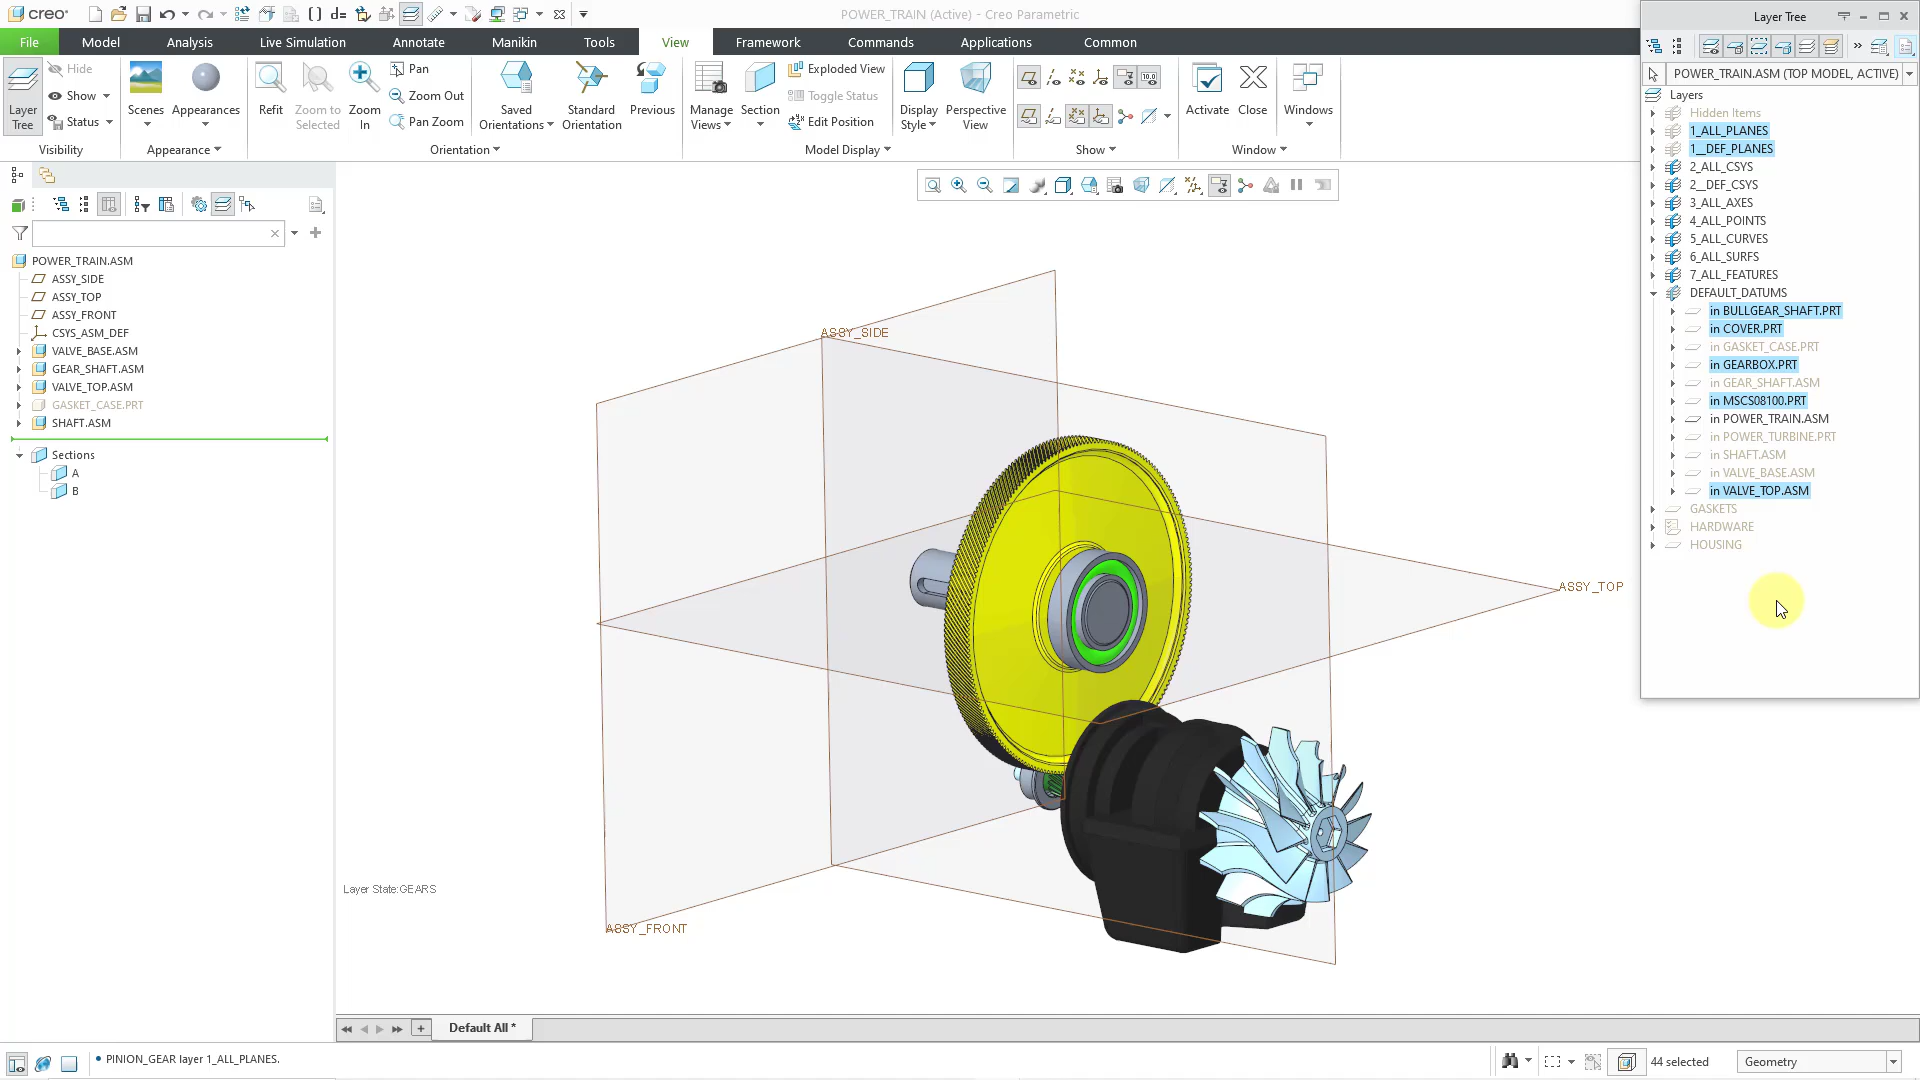 creo
d=
POWER_TRAIN (Active) - Creo Parametric
File
Model
Analysis
Live Simulation
Annotate
Manikin
Tools
View
Framework
Commands
Applications
Common
Layer Tree
Hide
Show
Status
Visibility
Scenes
Appearances
Appearance
Refit
Zoom to Selected
Zoom In
Pan
Zoom Out
Pan Zoom
Saved Orientations
Standard Orientation
Previous
Orientation
Manage Views
Section
Exploded View
Toggle Status
Edit Position
Model Display
Display Style
Perspective View
Show
Activate
Close
Windows
Window
POWER_TRAIN.ASM
ASSY_SIDE
ASSY_TOP
ASSY_FRONT
CSYS_ASM_DEF
VALVE_BASE.ASM
GEAR_SHAFT.ASM
VALVE_TOP.ASM
GASKET_CASE.PRT
SHAFT.ASM
Sections
A
B
ASSY_SIDE
ASSY_TOP
ASSY_FRONT
Layer State:GEARS
Layer Tree
POWER_TRAIN.ASM (TOP MODEL, ACTIVE)
Layers
Hidden Items
1_ALL_PLANES
1__DEF_PLANES
2_ALL_CSYS
2__DEF_CSYS
3_ALL_AXES
4_ALL_POINTS
5_ALL_CURVES
6_ALL_SURFS
7_ALL_FEATURES
DEFAULT_DATUMS
in BULLGEAR_SHAFT.PRT
in COVER.PRT
in GASKET_CASE.PRT
in GEARBOX.PRT
in GEAR_SHAFT.ASM
in MSCS08100.PRT
in POWER_TRAIN.ASM
in POWER_TURBINE.PRT
in SHAFT.ASM
in VALVE_BASE.ASM
in VALVE_TOP.ASM
GASKETS
HARDWARE
HOUSING
Default All *
• PINION_GEAR layer 1_ALL_PLANES.
44 selected
Geometry